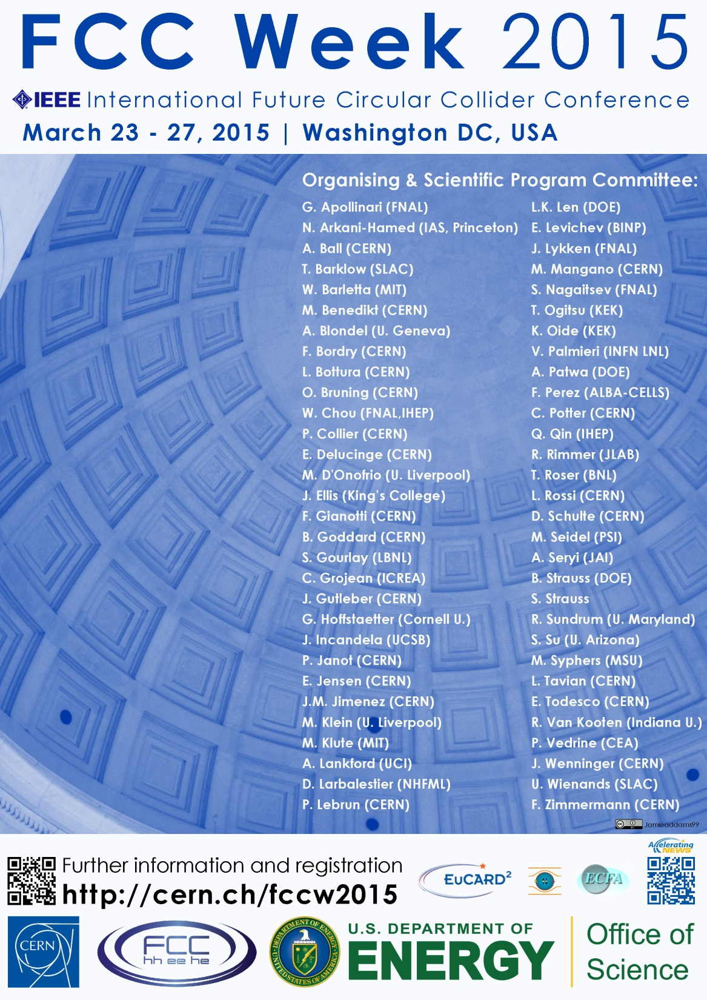 FCC Week 2015
IEEE International Future Circular Collider Conference
March 23 - 27, 2015 | Washington DC, USA
Organising & Scientific Program Committee:
G. Apollinari (FNAL)
N. Arkani-Hamed (IAS, Princeton)
A. Ball (CERN)
T. Barklow (SLAC)
W. Barletta (MIT)
M. Benedikt (CERN)
A. Blondel (U. Geneva)
F. Bordry (CERN)
L. Bottura (CERN)
O. Bruning (CERN)
W. Chou (FNAL,IHEP)
P. Collier (CERN)
E. Delucinge (CERN)
M. D'Onofrio (U. Liverpool)
J. Ellis (King's College)
F. Gianotti (CERN)
B. Goddard (CERN)
S. Gourlay (LBNL)
C. Grojean (ICREA)
J. Gutleber (CERN)
G. Hoffstaetter (Cornell U.)
J. Incandela (UCSB)
P. Janot (CERN)
E. Jensen (CERN)
J.M. Jimenez (CERN)
M. Klein (U. Liverpool)
M. Klute (MIT)
A. Lankford (UCI)
D. Larbalestier (NHFML)
P. Lebrun (CERN)
L.K. Len (DOE)
E. Levichev (BINP)
J. Lykken (FNAL)
M. Mangano (CERN)
S. Nagaitsev (FNAL)
T. Ogitsu (KEK)
K. Oide (KEK)
V. Palmieri (INFN LNL)
A. Patwa (DOE)
F. Perez (ALBA-CELLS)
C. Potter (CERN)
Q. Qin (IHEP)
R. Rimmer (JLAB)
T. Roser (BNL)
L. Rossi (CERN)
D. Schulte (CERN)
M. Seidel (PSI)
A. Seryi (JAI)
B. Strauss (DOE)
S. Strauss
R. Sundrum (U. Maryland)
S. Su (U. Arizona)
M. Syphers (MSU)
L. Tavian (CERN)
E. Todesco (CERN)
R. Van Kooten (Indiana U.)
P. Vedrine (CEA)
J. Wenninger (CERN)
U. Wienands (SLAC)
F. Zimmermann (CERN)
cc BY Jamieaddams99
Further information and registration
http://cern.ch/fccw2015
EuCARD²
ECFA
Accelerating
NEWS
CERN
FCC
hh ee he
DEPARTMENT OF ENERGY
UNITED STATES OF AMERICA
U.S. DEPARTMENT OF
ENERGY
Office of
Science